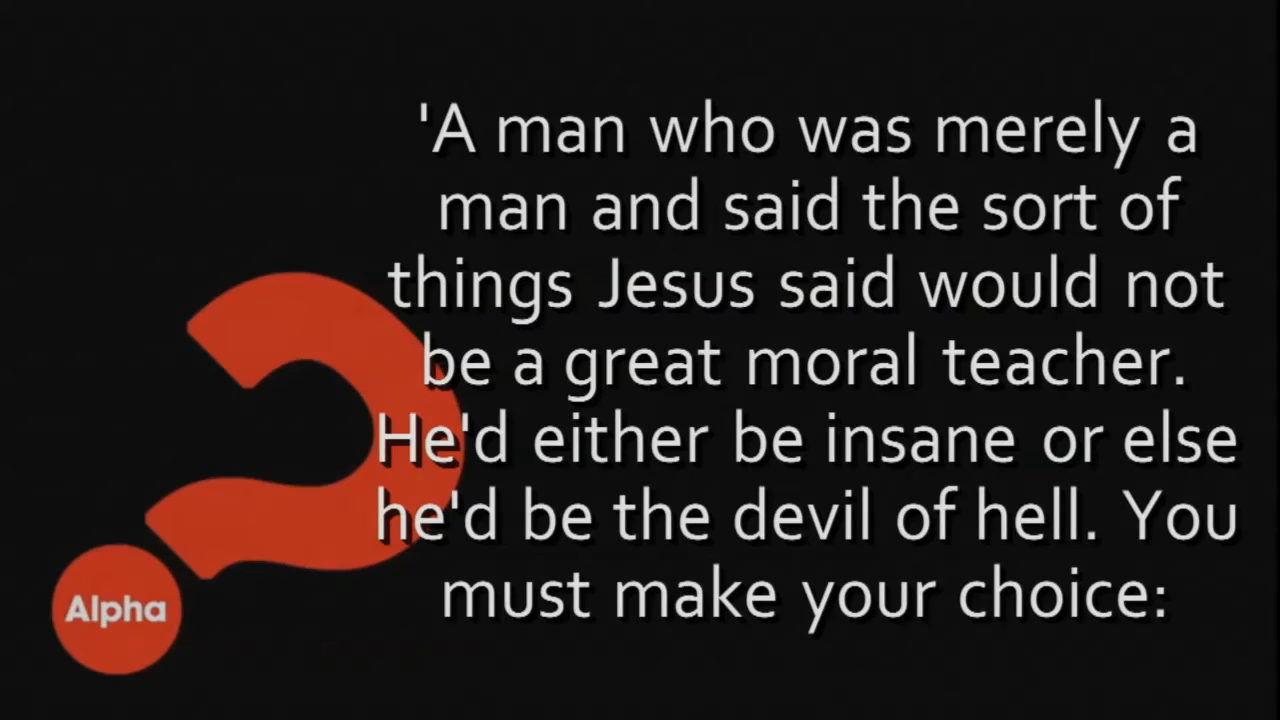 'A man who was merely a
man and said the sort of
things Jesus said would not
be a great moral teacher.
He'd either be insane or else
he'd be the devil of hell. You
must make your choice:
Alpha